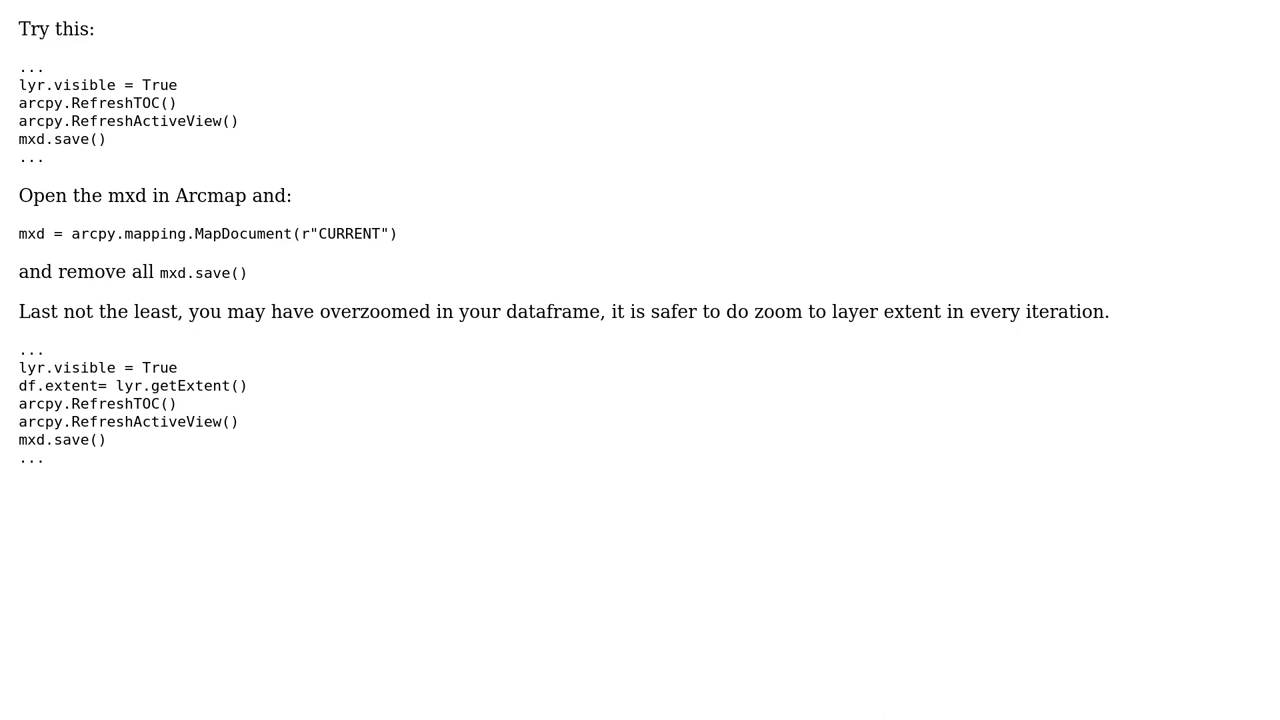 Try this:
...
lyr.visible = True
arcpy.RefreshTOC()
arcpy.RefreshActiveView()
mxd.save()
...
Open the mxd in Arcmap and:
mxd = arcpy.mapping.MapDocument(r"CURRENT")
and remove all mxd.save()
Last not the least, you may have overzoomed in your dataframe, it is safer to do zoom to layer extent in every iteration.
...
lyr.visible = True
df.extent= lyr.getExtent()
arcpy.RefreshTOC()
arcpy.RefreshActiveView()
mxd.save()
...